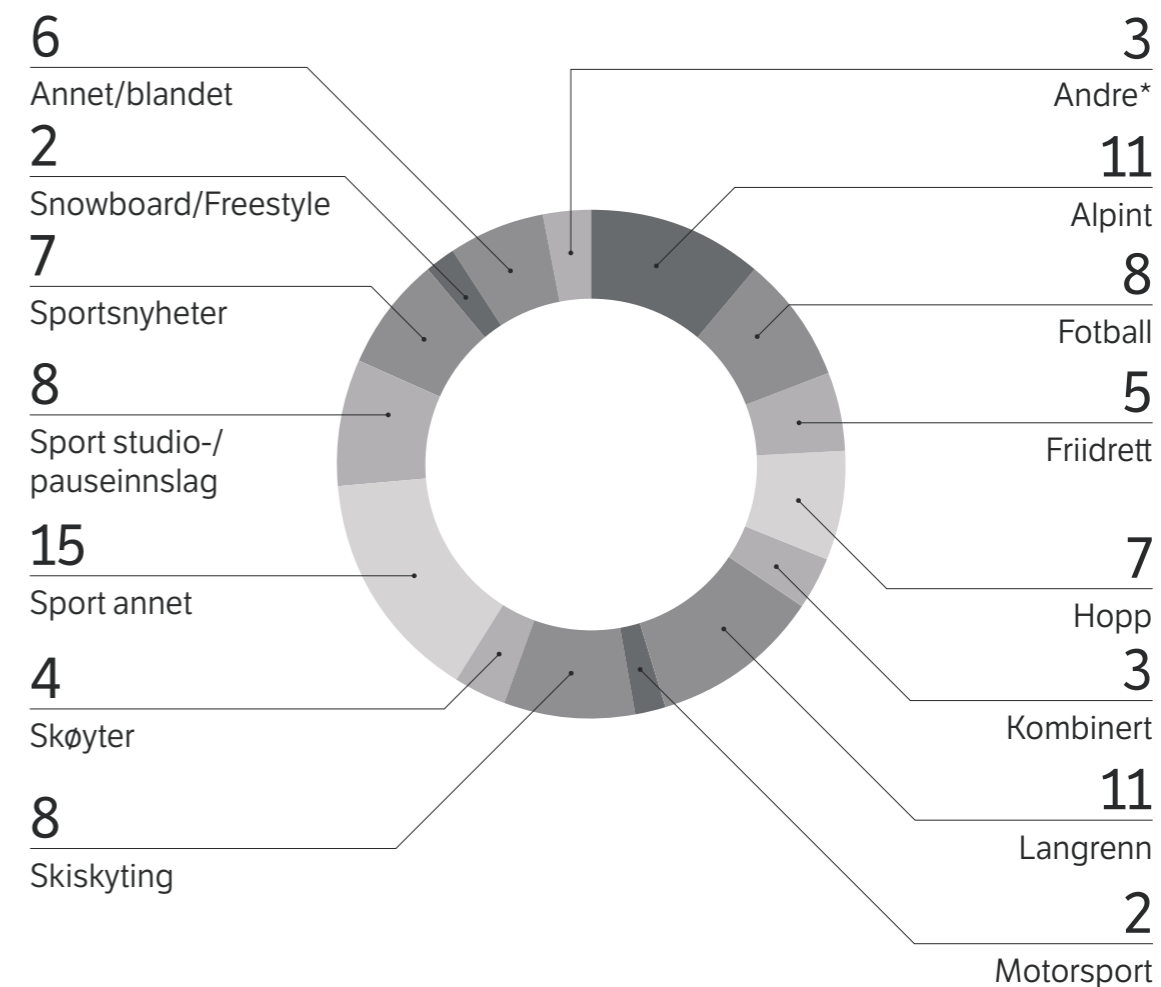 6
Annet/blandet
2
Snowboard/Freestyle
7
Sportsnyheter
8
Sport studio-/
pauseinnslag
15
Sport annet
4
Skøyter
8
Skiskyting
3
Andre*
11
Alpint
8
Fotball
5
Friidrett
7
Hopp
3
Kombinert
11
Langrenn
2
Motorsport